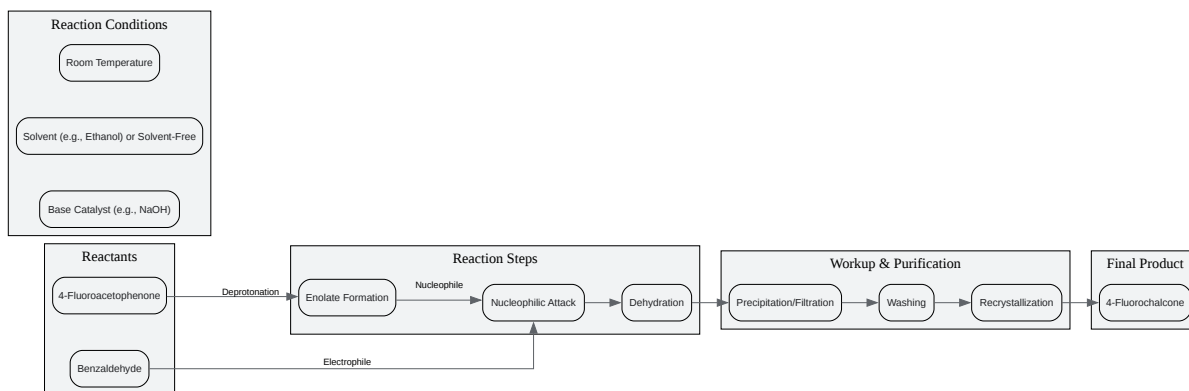 Reaction Conditions
Room Temperature
Solvent (e.g., Ethanol) or Solvent-Free
Base Catalyst (e.g., NaOH)
Reactants
4-Fluoroacetophenone
Benzaldehyde
Deprotonation
Electrophile
Reaction Steps
Enolate Formation
Nucleophile
Nucleophilic Attack
Dehydration
Workup & Purification
Precipitation/Filtration
Washing
Recrystallization
Final Product
4-Fluorochalcone